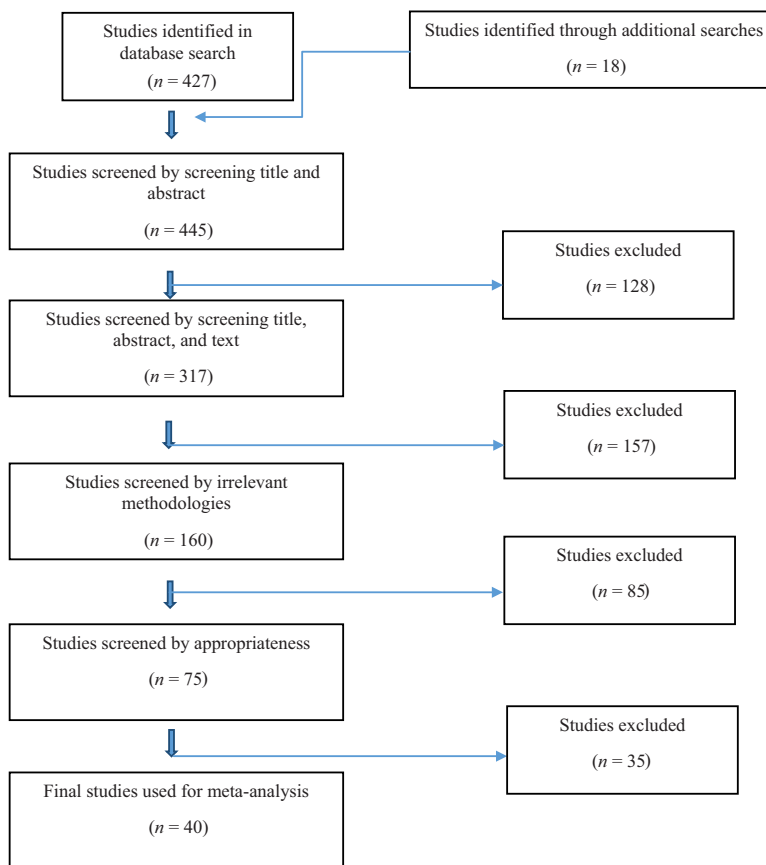 Studies identified in
database search
(n = 427)
Studies identified through additional searches
(n = 18)
Studies screened by screening title and
abstract
(n = 445)
Studies excluded
(n = 128)
Studies screened by screening title,
abstract, and text
(n = 317)
Studies excluded
(n = 157)
Studies screened by irrelevant
methodologies
(n = 160)
Studies excluded
(n = 85)
Studies screened by appropriateness
(n = 75)
Studies excluded
(n = 35)
Final studies used for meta-analysis
(n = 40)